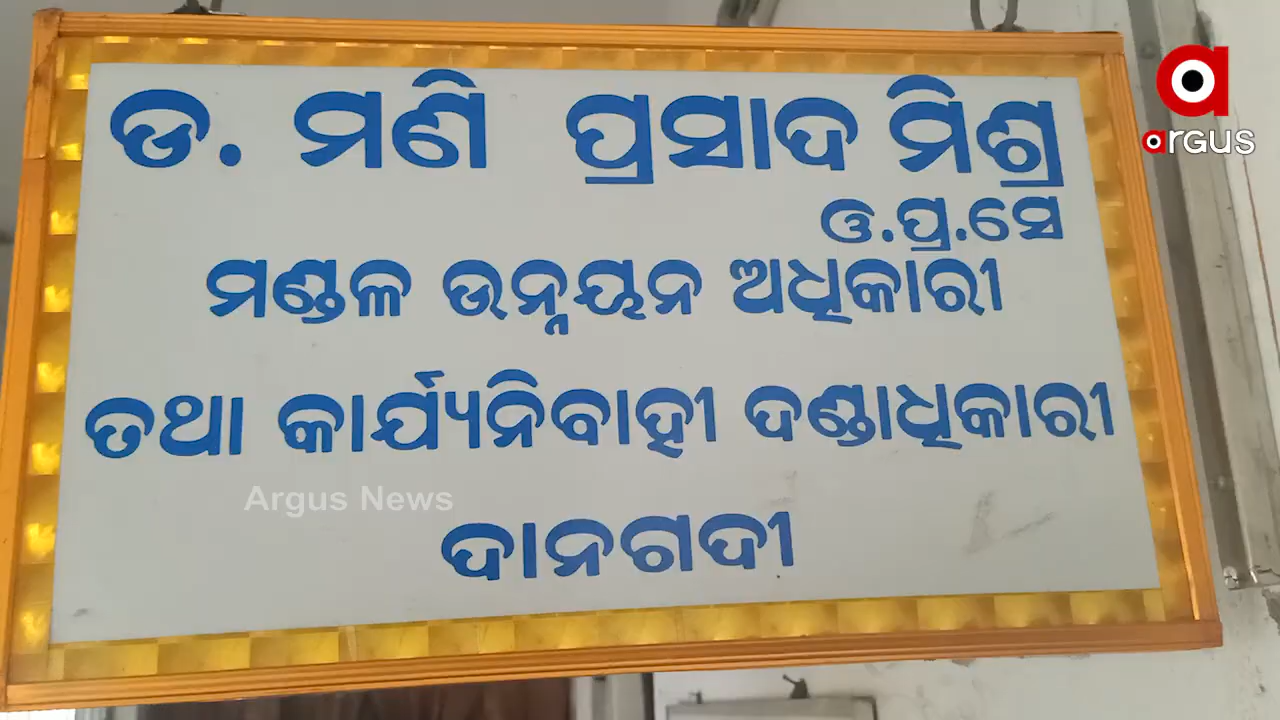 ଡ. ମଣି ପ୍ରସାଦ ମିଶ୍ର
ଓ.ପ୍ର.ସେ
ମଣ୍ଡଳ ଉନ୍ନୟନ ଅଧିକାରୀ
ତଥା କାର୍ଯ୍ୟନିବାହୀ ଦଣ୍ଡାଧିକାରୀ
ଦାନଗଦୀ
Argus News
a
argus